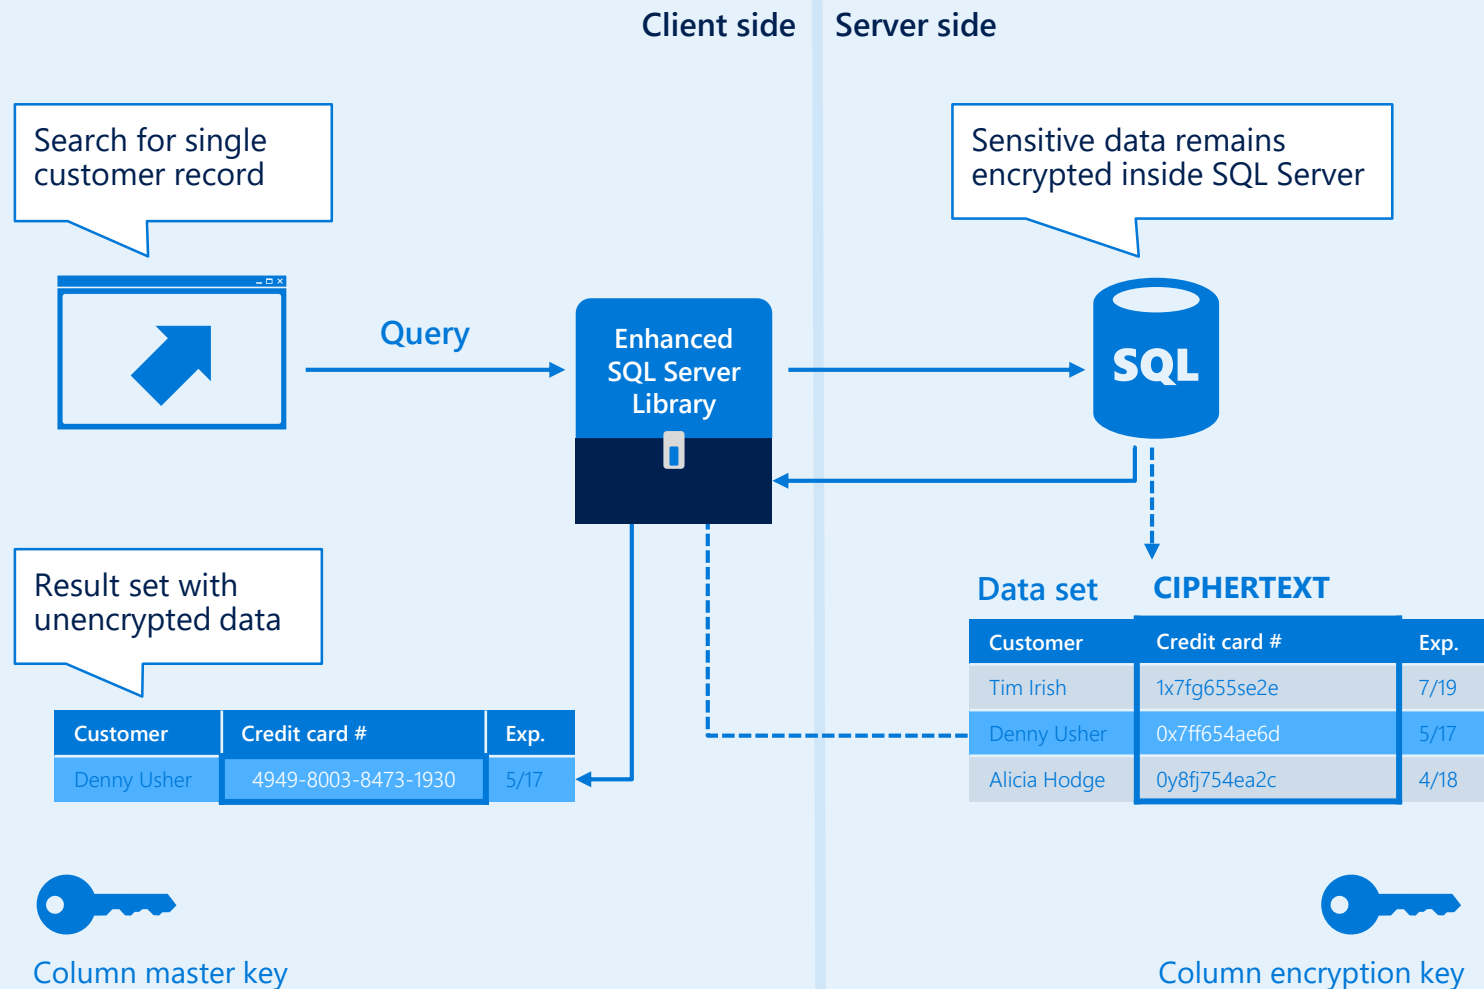 Client side
Server side
Search for single
customer record
Sensitive data remains
encrypted inside SQL Server
Query
Enhanced
SQL Server
Library
SQL
Result set with
unencrypted data
Data set
CIPHERTEXT
Customer Credit card # Exp.
Tim Irish 1x7fg655se2e 7/19
Denny Usher 0x7ff654ae6d 5/17
Alicia Hodge 0y8fj754ea2c 4/18
Customer Credit card # Exp.
Denny Usher 4949-8003-8473-1930 5/17
Column master key
Column encryption key